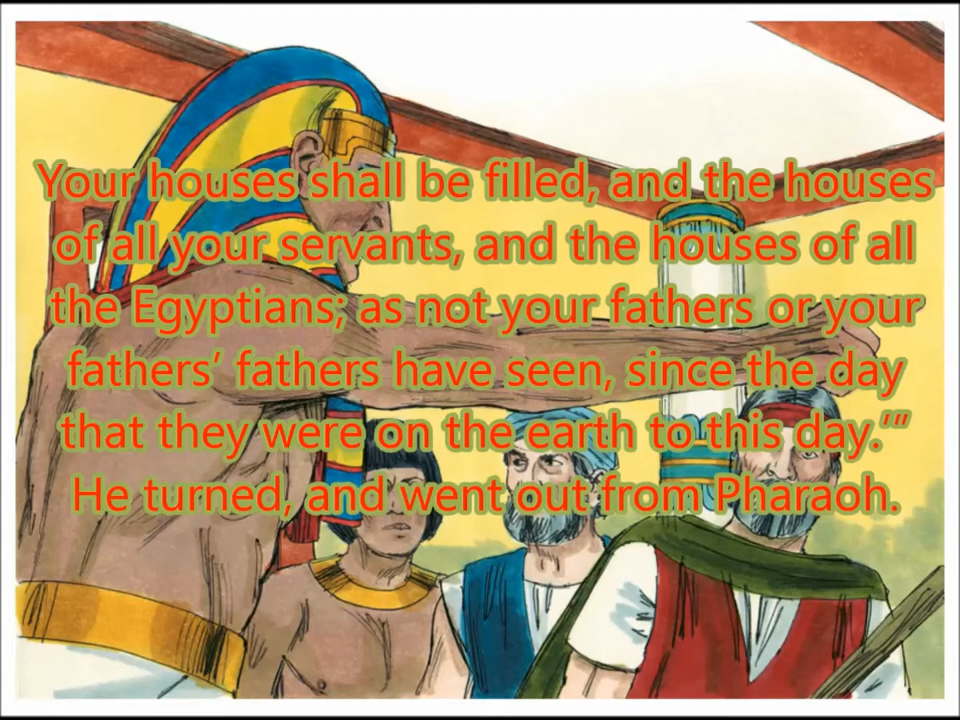 Your houses shall be filled, and the houses
of all your servants, and the houses of all
the Egyptians; as not your fathers or your
fathers’ fathers have seen, since the day
that they were on the earth to this day.’”
He turned, and went out from Pharaoh.